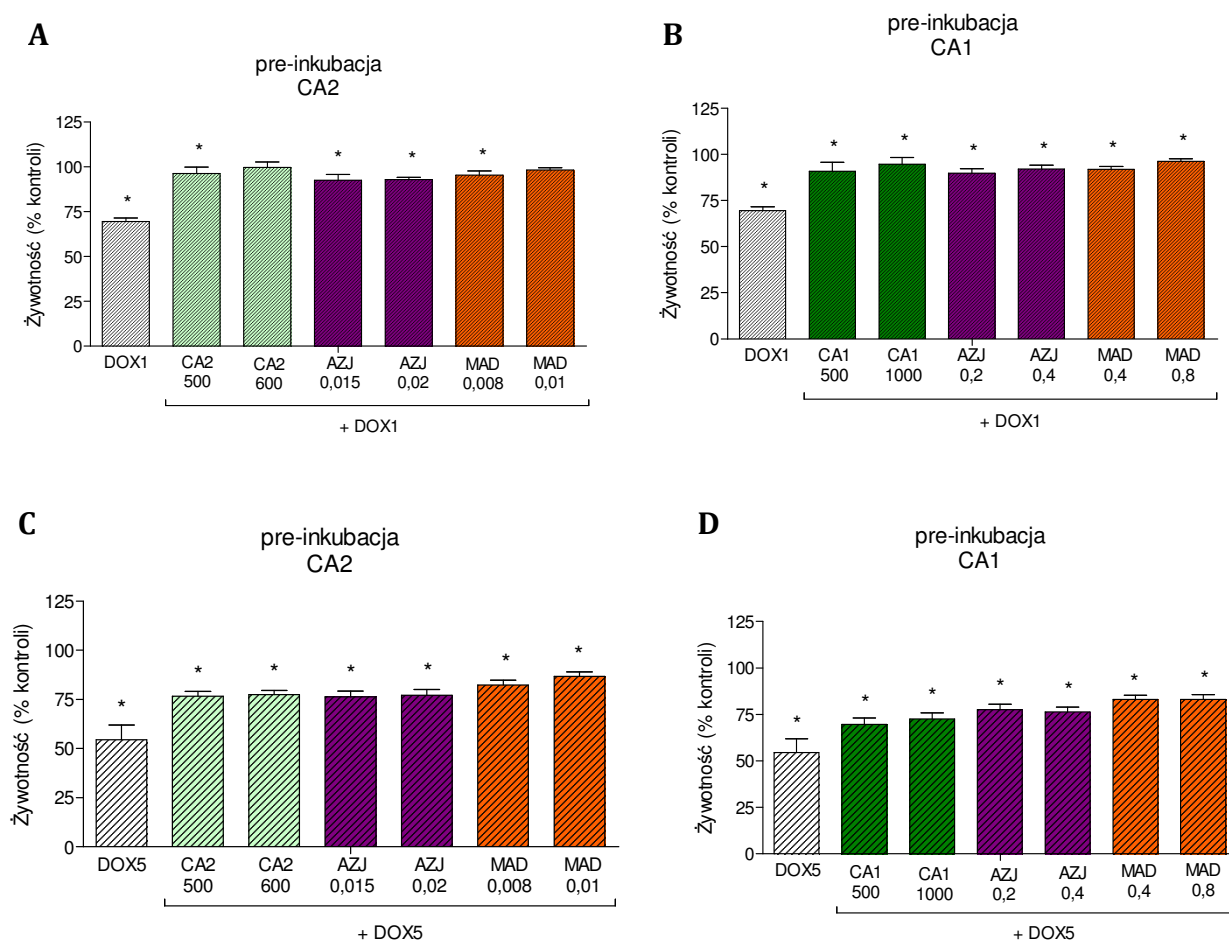 A
pre-inkubacja
CA2
Żywotność (% kontroli)
125
100
75
50
25
0
* * * * *
DOX1 CA2 CA2 AZJ AZJ MAD MAD
500 600 0,015 0,02 0,008 0,01
+ DOX1
B
pre-inkubacja
CA1
Żywotność (% kontroli)
125
100
75
50
25
0
* * * * * * *
DOX1 CA1 CA1 AZJ AZJ MAD MAD
500 1000 0,2 0,4 0,4 0,8
+ DOX1
C
pre-inkubacja
CA2
Żywotność (% kontroli)
125
100
75
50
25
0
* * * * * * *
DOX5 CA2 CA2 AZJ AZJ MAD MAD
500 600 0,015 0,02 0,008 0,01
+ DOX5
D
pre-inkubacja
CA1
Żywotność (% kontroli)
125
100
75
50
25
0
* * * * * * *
DOX5 CA1 CA1 AZJ AZJ MAD MAD
500 1000 0,2 0,4 0,4 0,8
+ DOX5